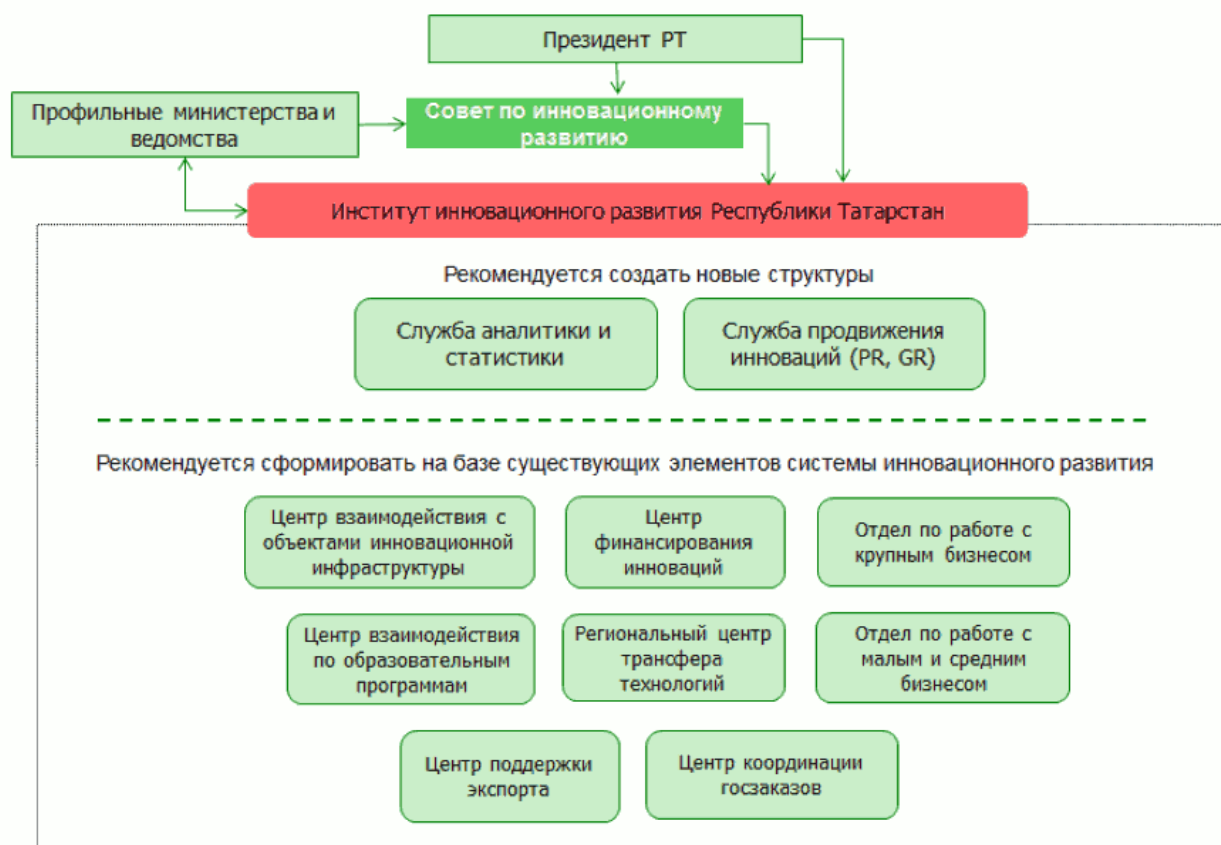 Президент РТ
Профильные министерства и
ведомства
Совет по инновационному
развитию
Институт инновационного развития Республики Татарстан
Рекомендуется создать новые структуры
Служба аналитики и
статистики
Служба продвижения
инноваций (PR, GR)
Рекомендуется сформировать на базе существующих элементов системы инновационного развития
Центр взаимодействия с
объектами инновационной
инфраструктуры
Центр
финансирования
инноваций
Отдел по работе с
крупным бизнесом
Центр взаимодействия
по образовательным
программам
Региональный центр
трансфера
технологий
Отдел по работе с
малым и средним
бизнесом
Центр поддержки
экспорта
Центр координации
госзаказов